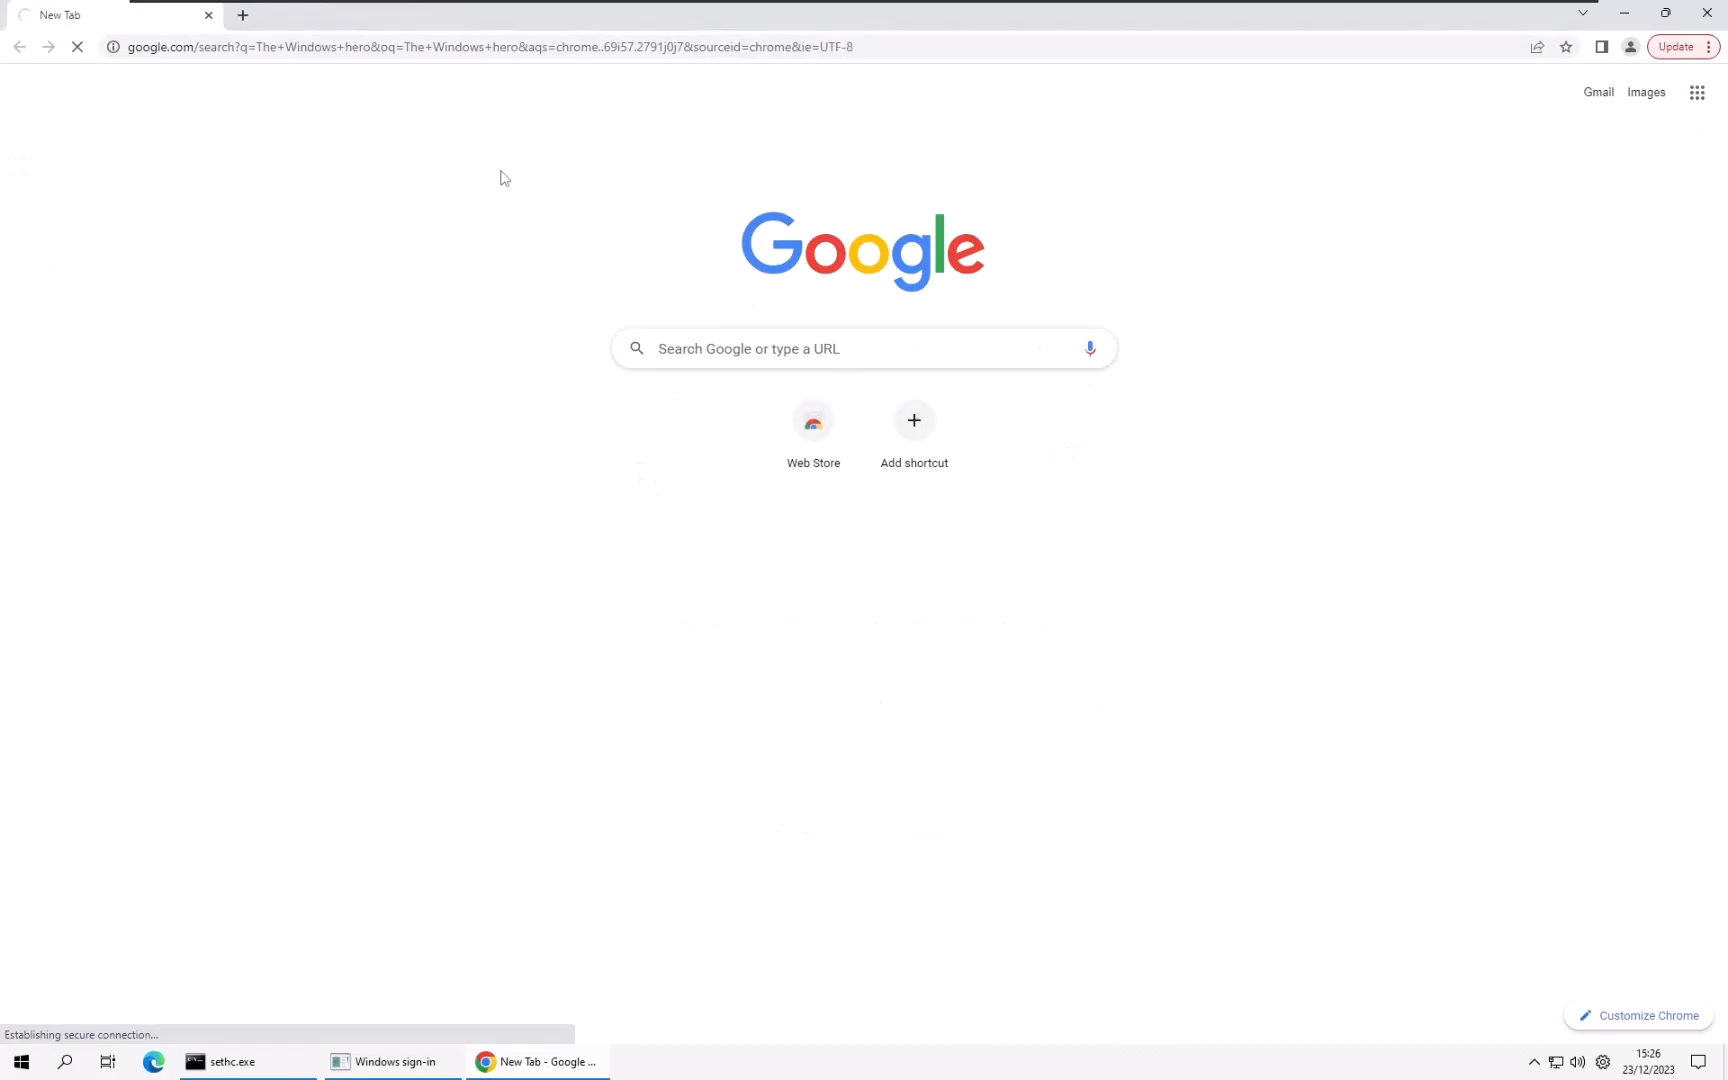 New Tab
google.com/search?q=The+Windows+hero&oq=The+Windows+hero&aqs=chrome..69i57.2791j0j7&sourceid=chrome&ie=UTF-8
Update
Gmail Images
Google
Search Google or type a URL
Web Store Add shortcut
Customize Chrome
Establishing secure connection...
sethc.exe Windows sign-in New Tab - Google ... 15:26
23/12/2023